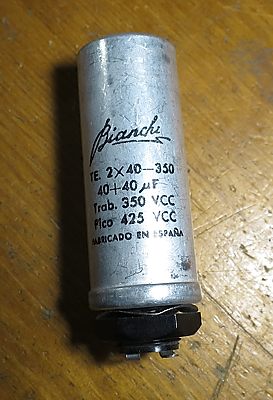 Bianchi
TE. 2×40-350
40+40 µF
Trab. 350 VCC
Pico 425 VCC
FABRICADO EN ESPAÑA